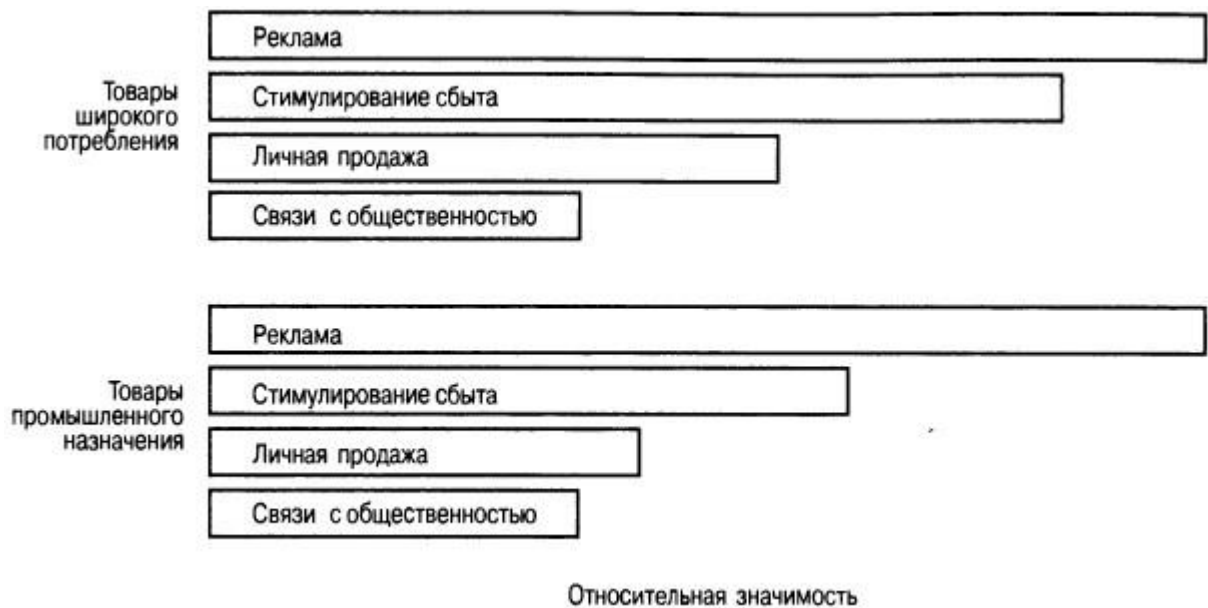 Товары
широкого
потребления
Реклама
Стимулирование сбыта
Личная продажа
Связи с общественностью
Товары
промышленного
назначения
Реклама
Стимулирование сбыта
Личная продажа
Связи с общественностью
Относительная значимость